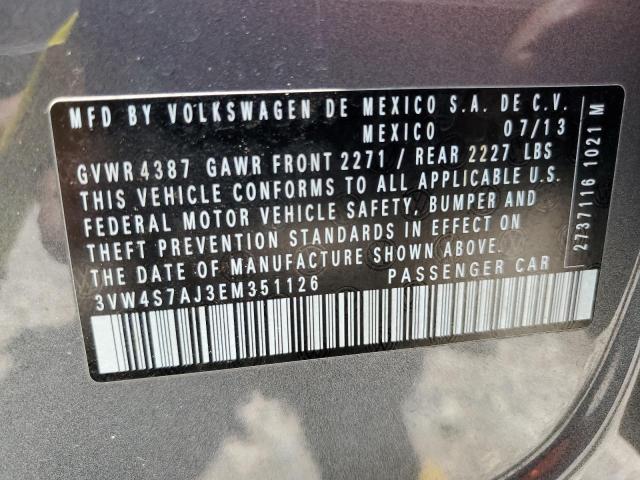 MFD BY VOLKSWAGEN DE MEXICO S.A. DE C.V.
MEXICO 07/13
GVWR 4387 GAWR FRONT 2271 / REAR 2227 LBS
THIS VEHICLE CONFORMS TO ALL APPLICABLE U.S.
FEDERAL MOTOR VEHICLE SAFETY, BUMPER AND
THEFT PREVENTION STANDARDS IN EFFECT ON
THE DATE OF MANUFACTURE SHOWN ABOVE.
3VW4S7AJ3EM351126 PASSENGER CAR
2737116 1021 M